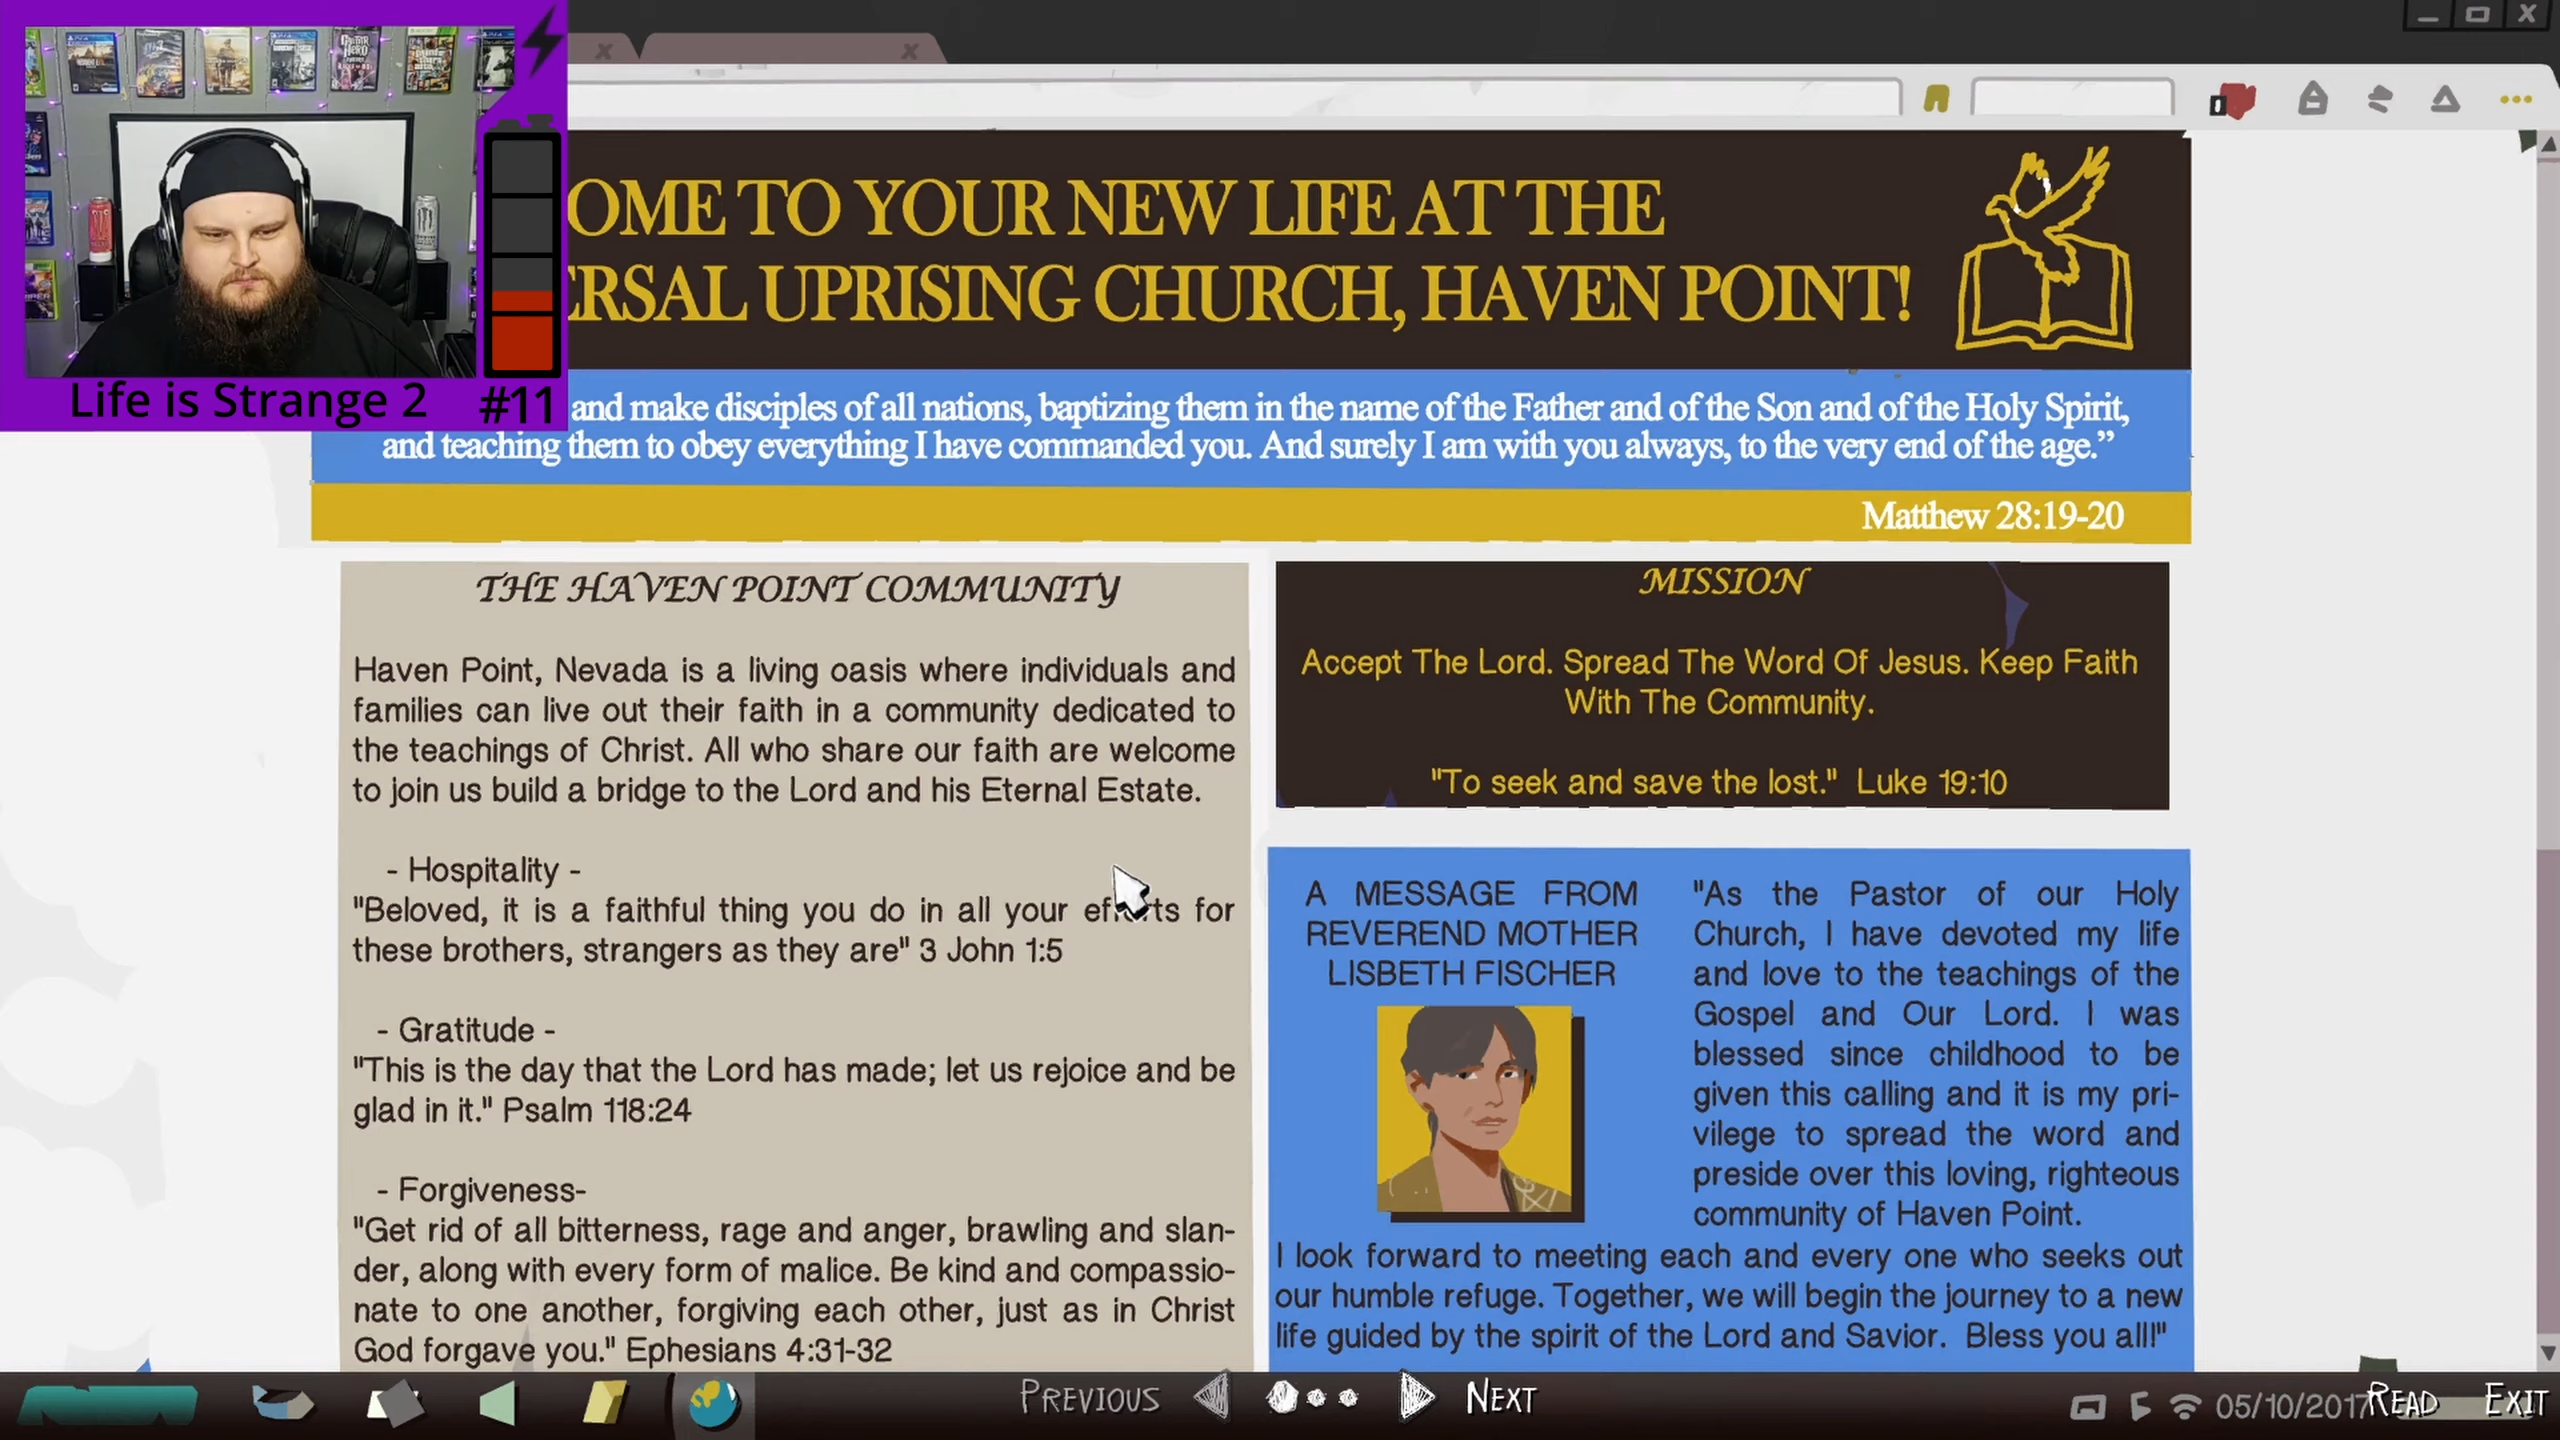 Life is Strange 2 #11
OME TO YOUR NEW LIFE AT THE
ERSAL UPRISING CHURCH, HAVEN POINT!
and make disciples of all nations, baptizing them in the name of the Father and of the Son and of the Holy Spirit,
and teaching them to obey everything I have commanded you. And surely I am with you always, to the very end of the age.”
Matthew 28:19-20
THE HAVEN POINT COMMUNITY
Haven Point, Nevada is a living oasis where individuals and
families can live out their faith in a community dedicated to
the teachings of Christ. All who share our faith are welcome
to join us build a bridge to the Lord and his Eternal Estate.
- Hospitality -
"Beloved, it is a faithful thing you do in all your efforts for
these brothers, strangers as they are" 3 John 1:5
- Gratitude -
"This is the day that the Lord has made; let us rejoice and be
glad in it." Psalm 118:24
- Forgiveness-
"Get rid of all bitterness, rage and anger, brawling and slan-
der, along with every form of malice. Be kind and compassio-
nate to one another, forgiving each other, just as in Christ
God forgave you." Ephesians 4:31-32
MISSION
Accept The Lord. Spread The Word Of Jesus. Keep Faith
With The Community.
"To seek and save the lost." Luke 19:10
A MESSAGE FROM
REVEREND MOTHER
LISBETH FISCHER
"As the Pastor of our Holy
Church, I have devoted my life
and love to the teachings of the
Gospel and Our Lord. I was
blessed since childhood to be
given this calling and it is my pri-
vilege to spread the word and
preside over this loving, righteous
community of Haven Point.
I look forward to meeting each and every one who seeks out
our humble refuge. Together, we will begin the journey to a new
life guided by the spirit of the Lord and Savior. Bless you all!"
PREVIOUS
NEXT
05/10/2017
READ
EXIT